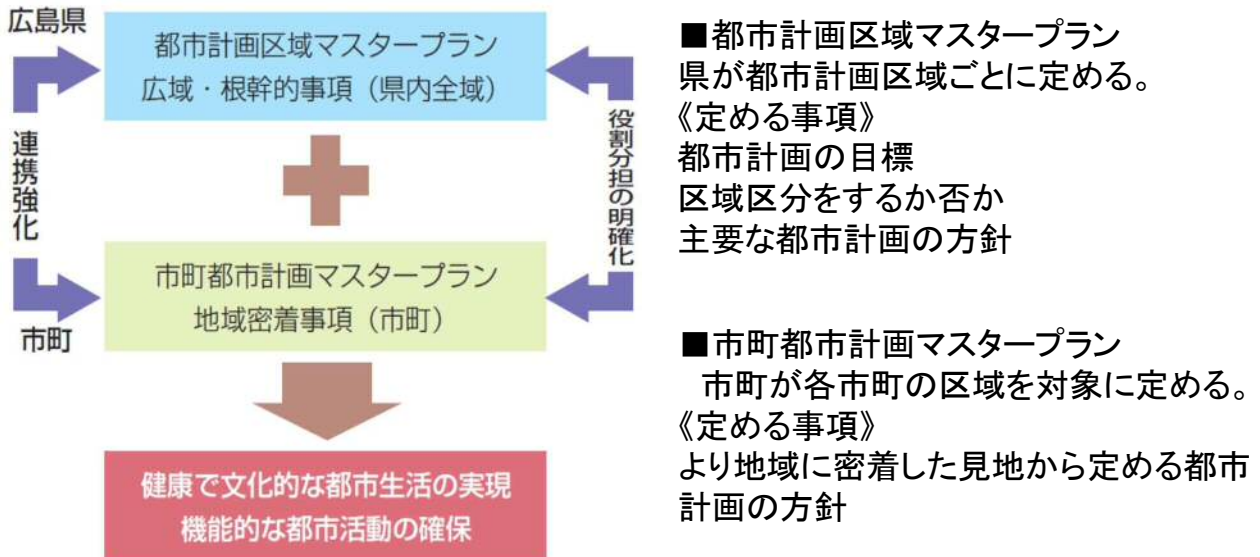 広島県
都市計画区域マスタープラン
広域・根幹的事項（県内全域）
連携強化
役割分担の明確化
市町都市計画マスタープラン
地域密着事項（市町）
市町
健康で文化的な都市生活の実現
機能的な都市活動の確保
■都市計画区域マスタープラン
県が都市計画区域ごとに定める。
《定める事項》
都市計画の目標
区域区分をするか否か
主要な都市計画の方針
■市町都市計画マスタープラン
市町が各市町の区域を対象に定める。
《定める事項》
より地域に密着した見地から定める都市
計画の方針